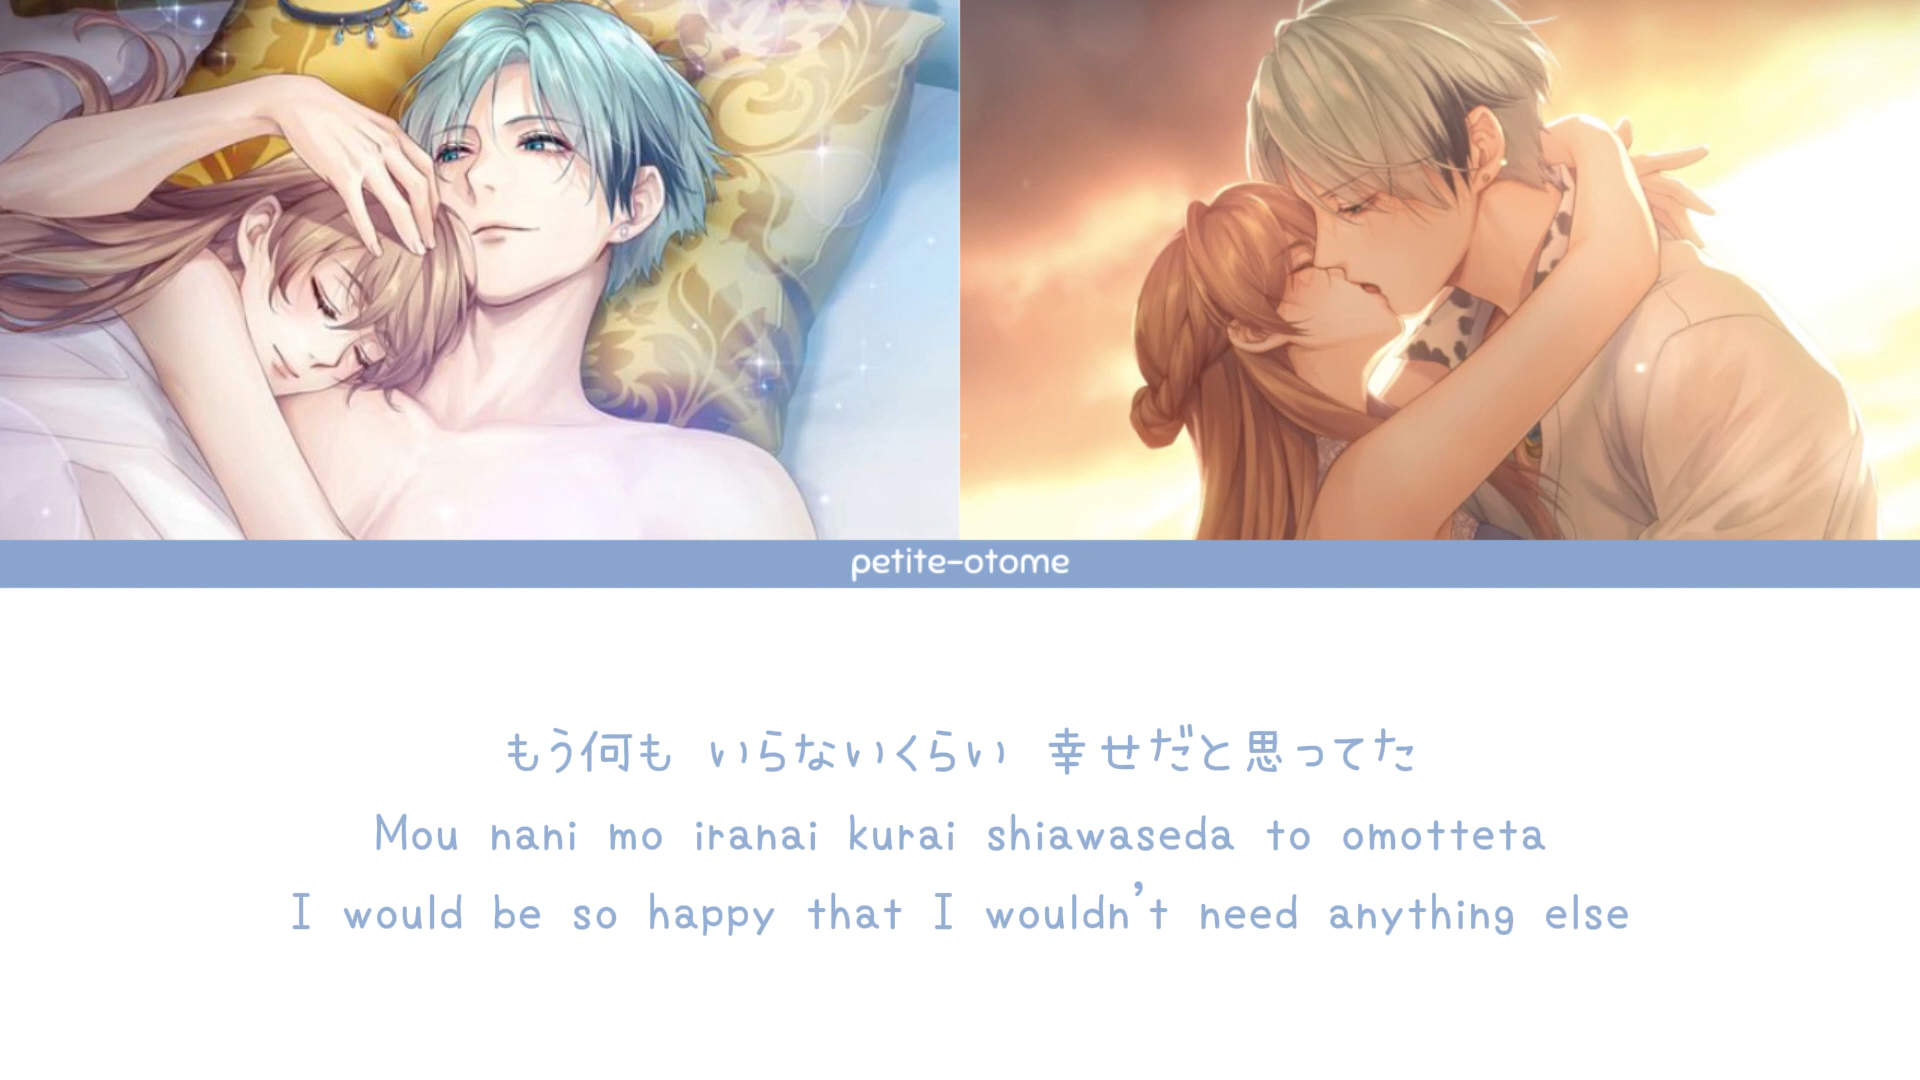 petite-otome
もう何も いらないくらい 幸せだと思ってた
Mou nani mo iranai kurai shiawaseda to omotteta
I would be so happy that I wouldn't need anything else